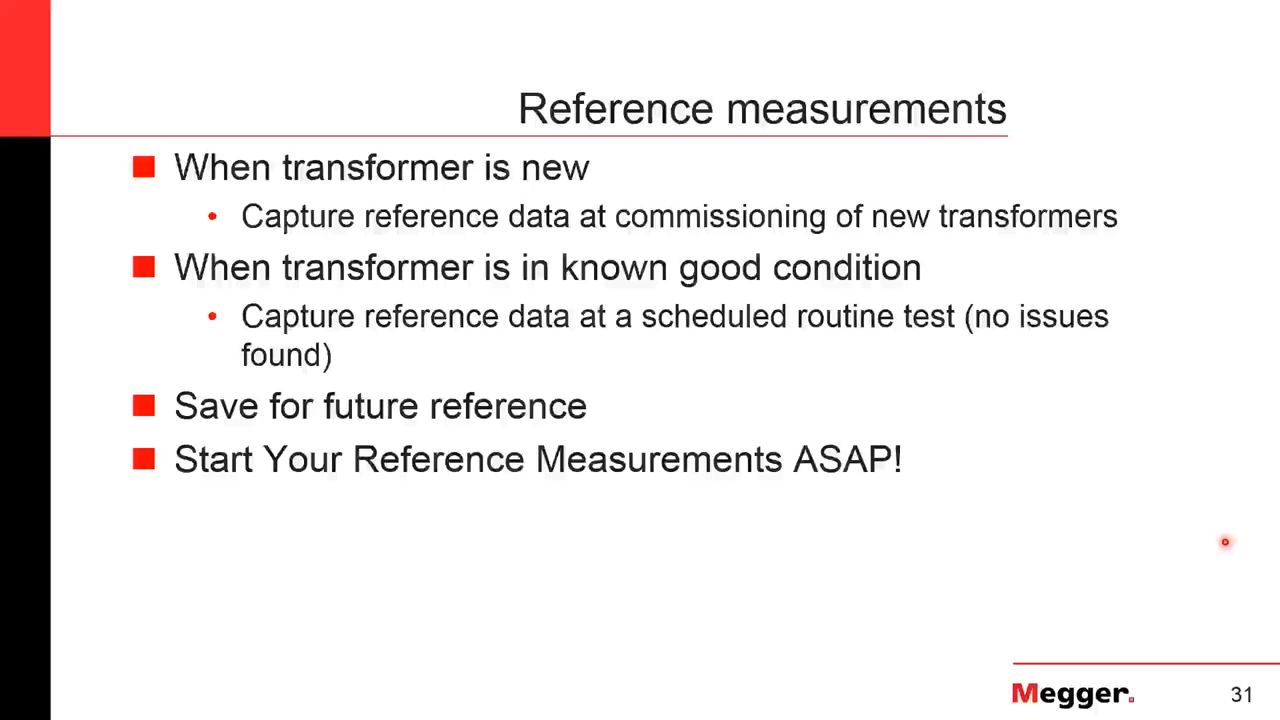 Reference measurements
When transformer is new
Capture reference data at commissioning of new transformers
When transformer is in known good condition
Capture reference data at a scheduled routine test (no issues
found)
Save for future reference
Start Your Reference Measurements ASAP!
Megger.
31